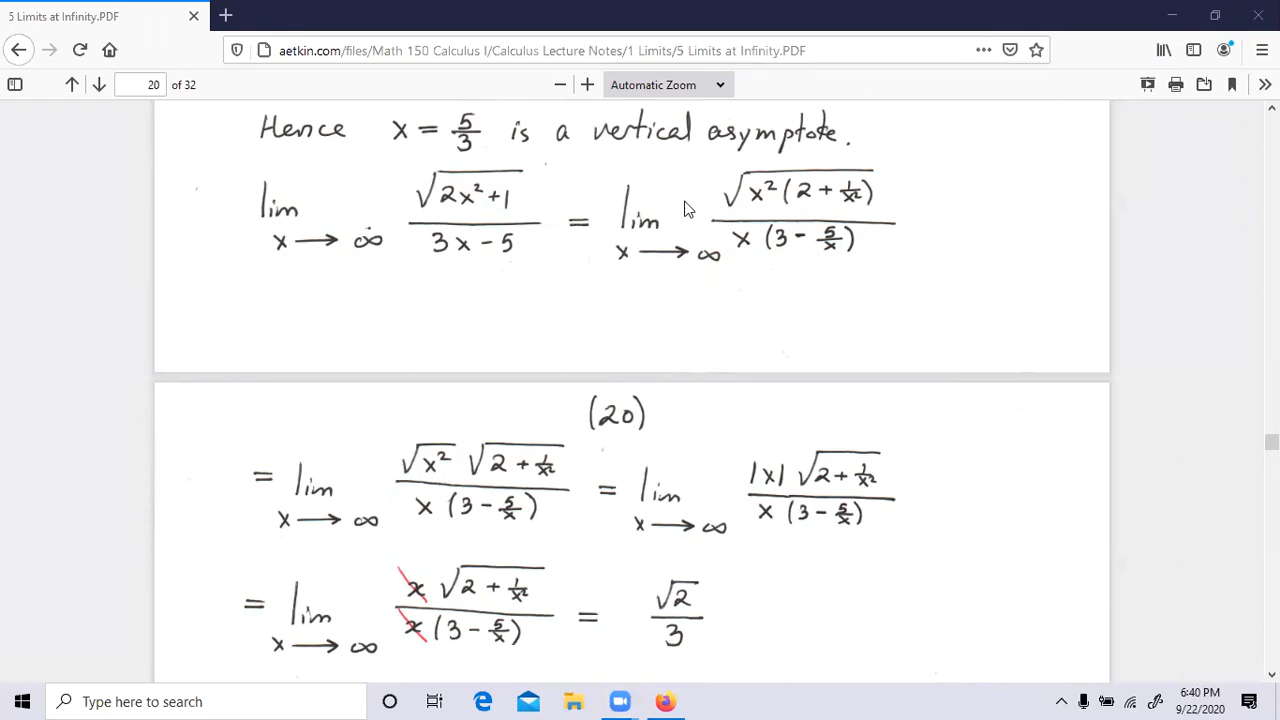 5 Limits at Infinity.PDF
aetkin.com/files/Math 150 Calculus I/Calculus Lecture Notes/1 Limits/5 Limits at Infinity.PDF
20 of 32 Automatic Zoom
Hence x = 5/3 is a vertical asymptote.
lim x→∞ √(2x²+1) / (3x−5) = lim x→∞ √(x²(2+1/x²)) / (x(3−5/x))
(20)
= lim x→∞ √x² √(2+1/x²) / (x(3−5/x)) = lim x→∞ |x| √(2+1/x²) / (x(3−5/x))
= lim x→∞ x √(2+1/x²) / (x(3−5/x)) = √2/3
Type here to search
6:40 PM
9/22/2020